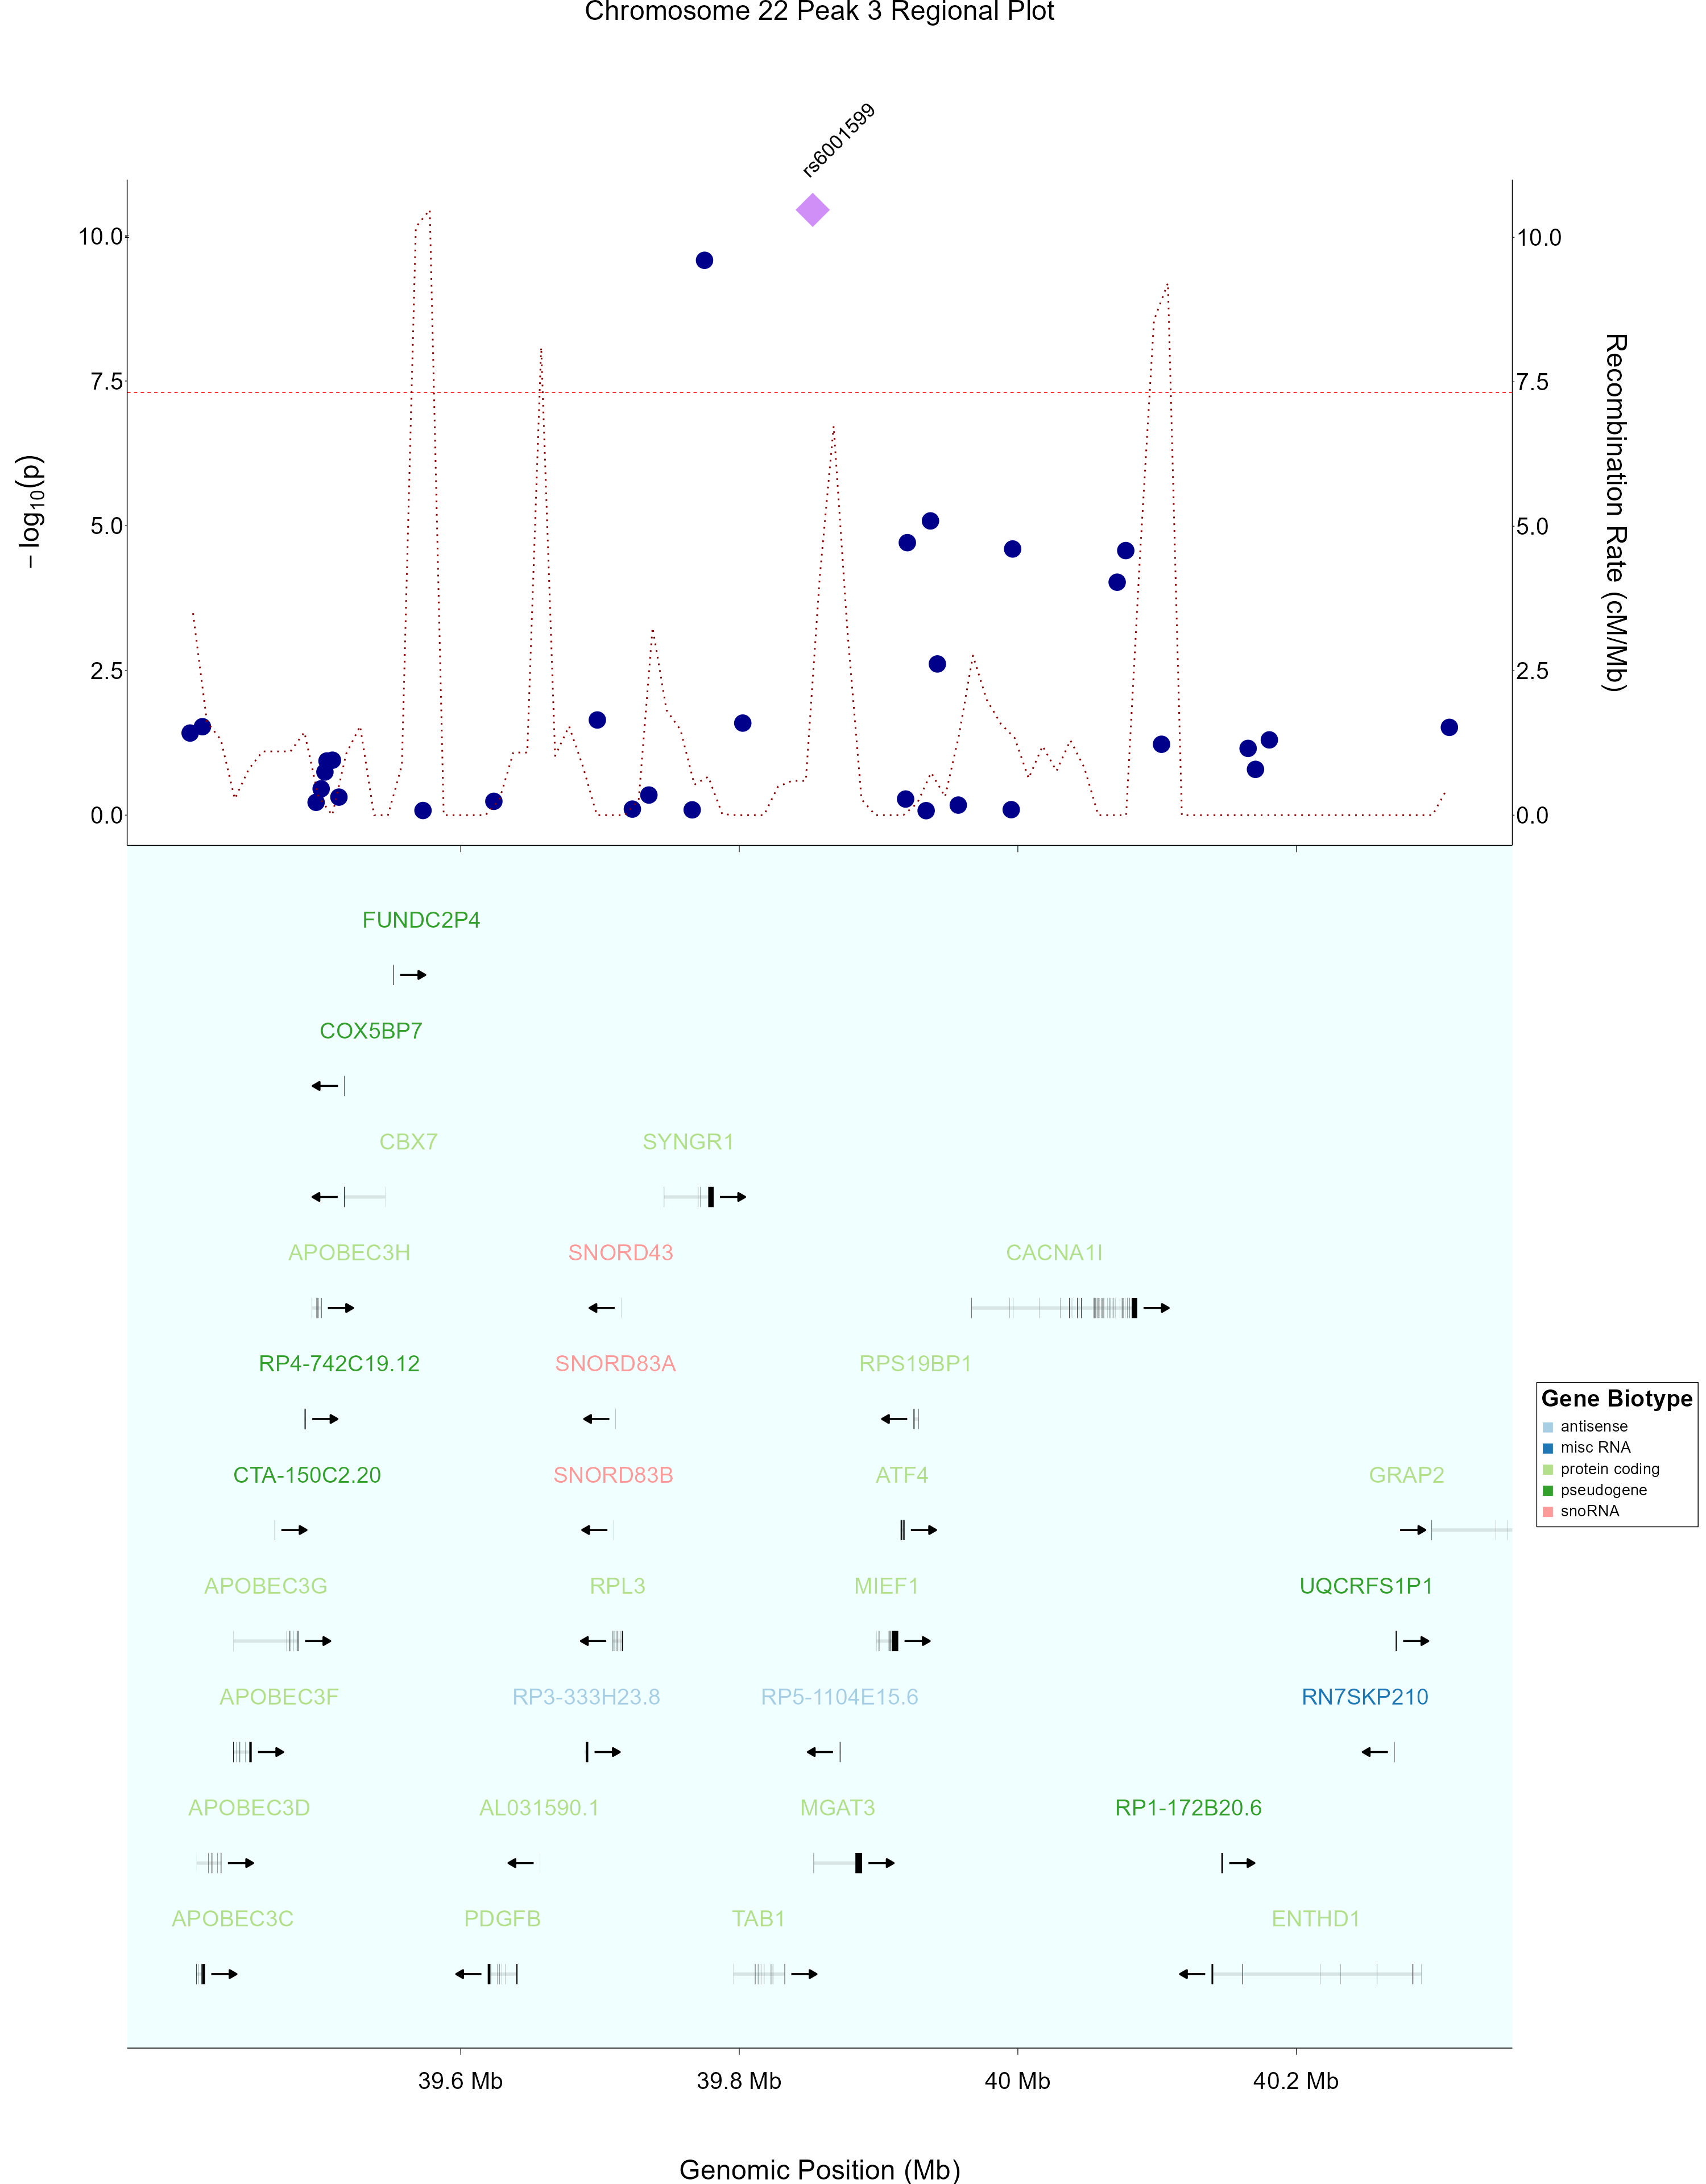 Chromosome 22 Peak 3 Regional Plot
rs6001599
10.0
7.5
5.0
2.5
0.0
− log10(p)
10.0
7.5
5.0
2.5
0.0
Recombination Rate (cM/Mb)
FUNDC2P4
COX5BP7
CBX7 SYNGR1
APOBEC3H SNORD43 CACNA1I
RP4-742C19.12 SNORD83A RPS19BP1
CTA-150C2.20 SNORD83B ATF4 GRAP2
APOBEC3G RPL3 MIEF1 UQCRFS1P1
APOBEC3F RP3-333H23.8 RP5-1104E15.6 RN7SKP210
APOBEC3D AL031590.1 MGAT3 RP1-172B20.6
APOBEC3C PDGFB TAB1 ENTHD1
Gene Biotype
antisense
misc RNA
protein coding
pseudogene
snoRNA
39.6 Mb 39.8 Mb 40 Mb 40.2 Mb
Genomic Position (Mb)